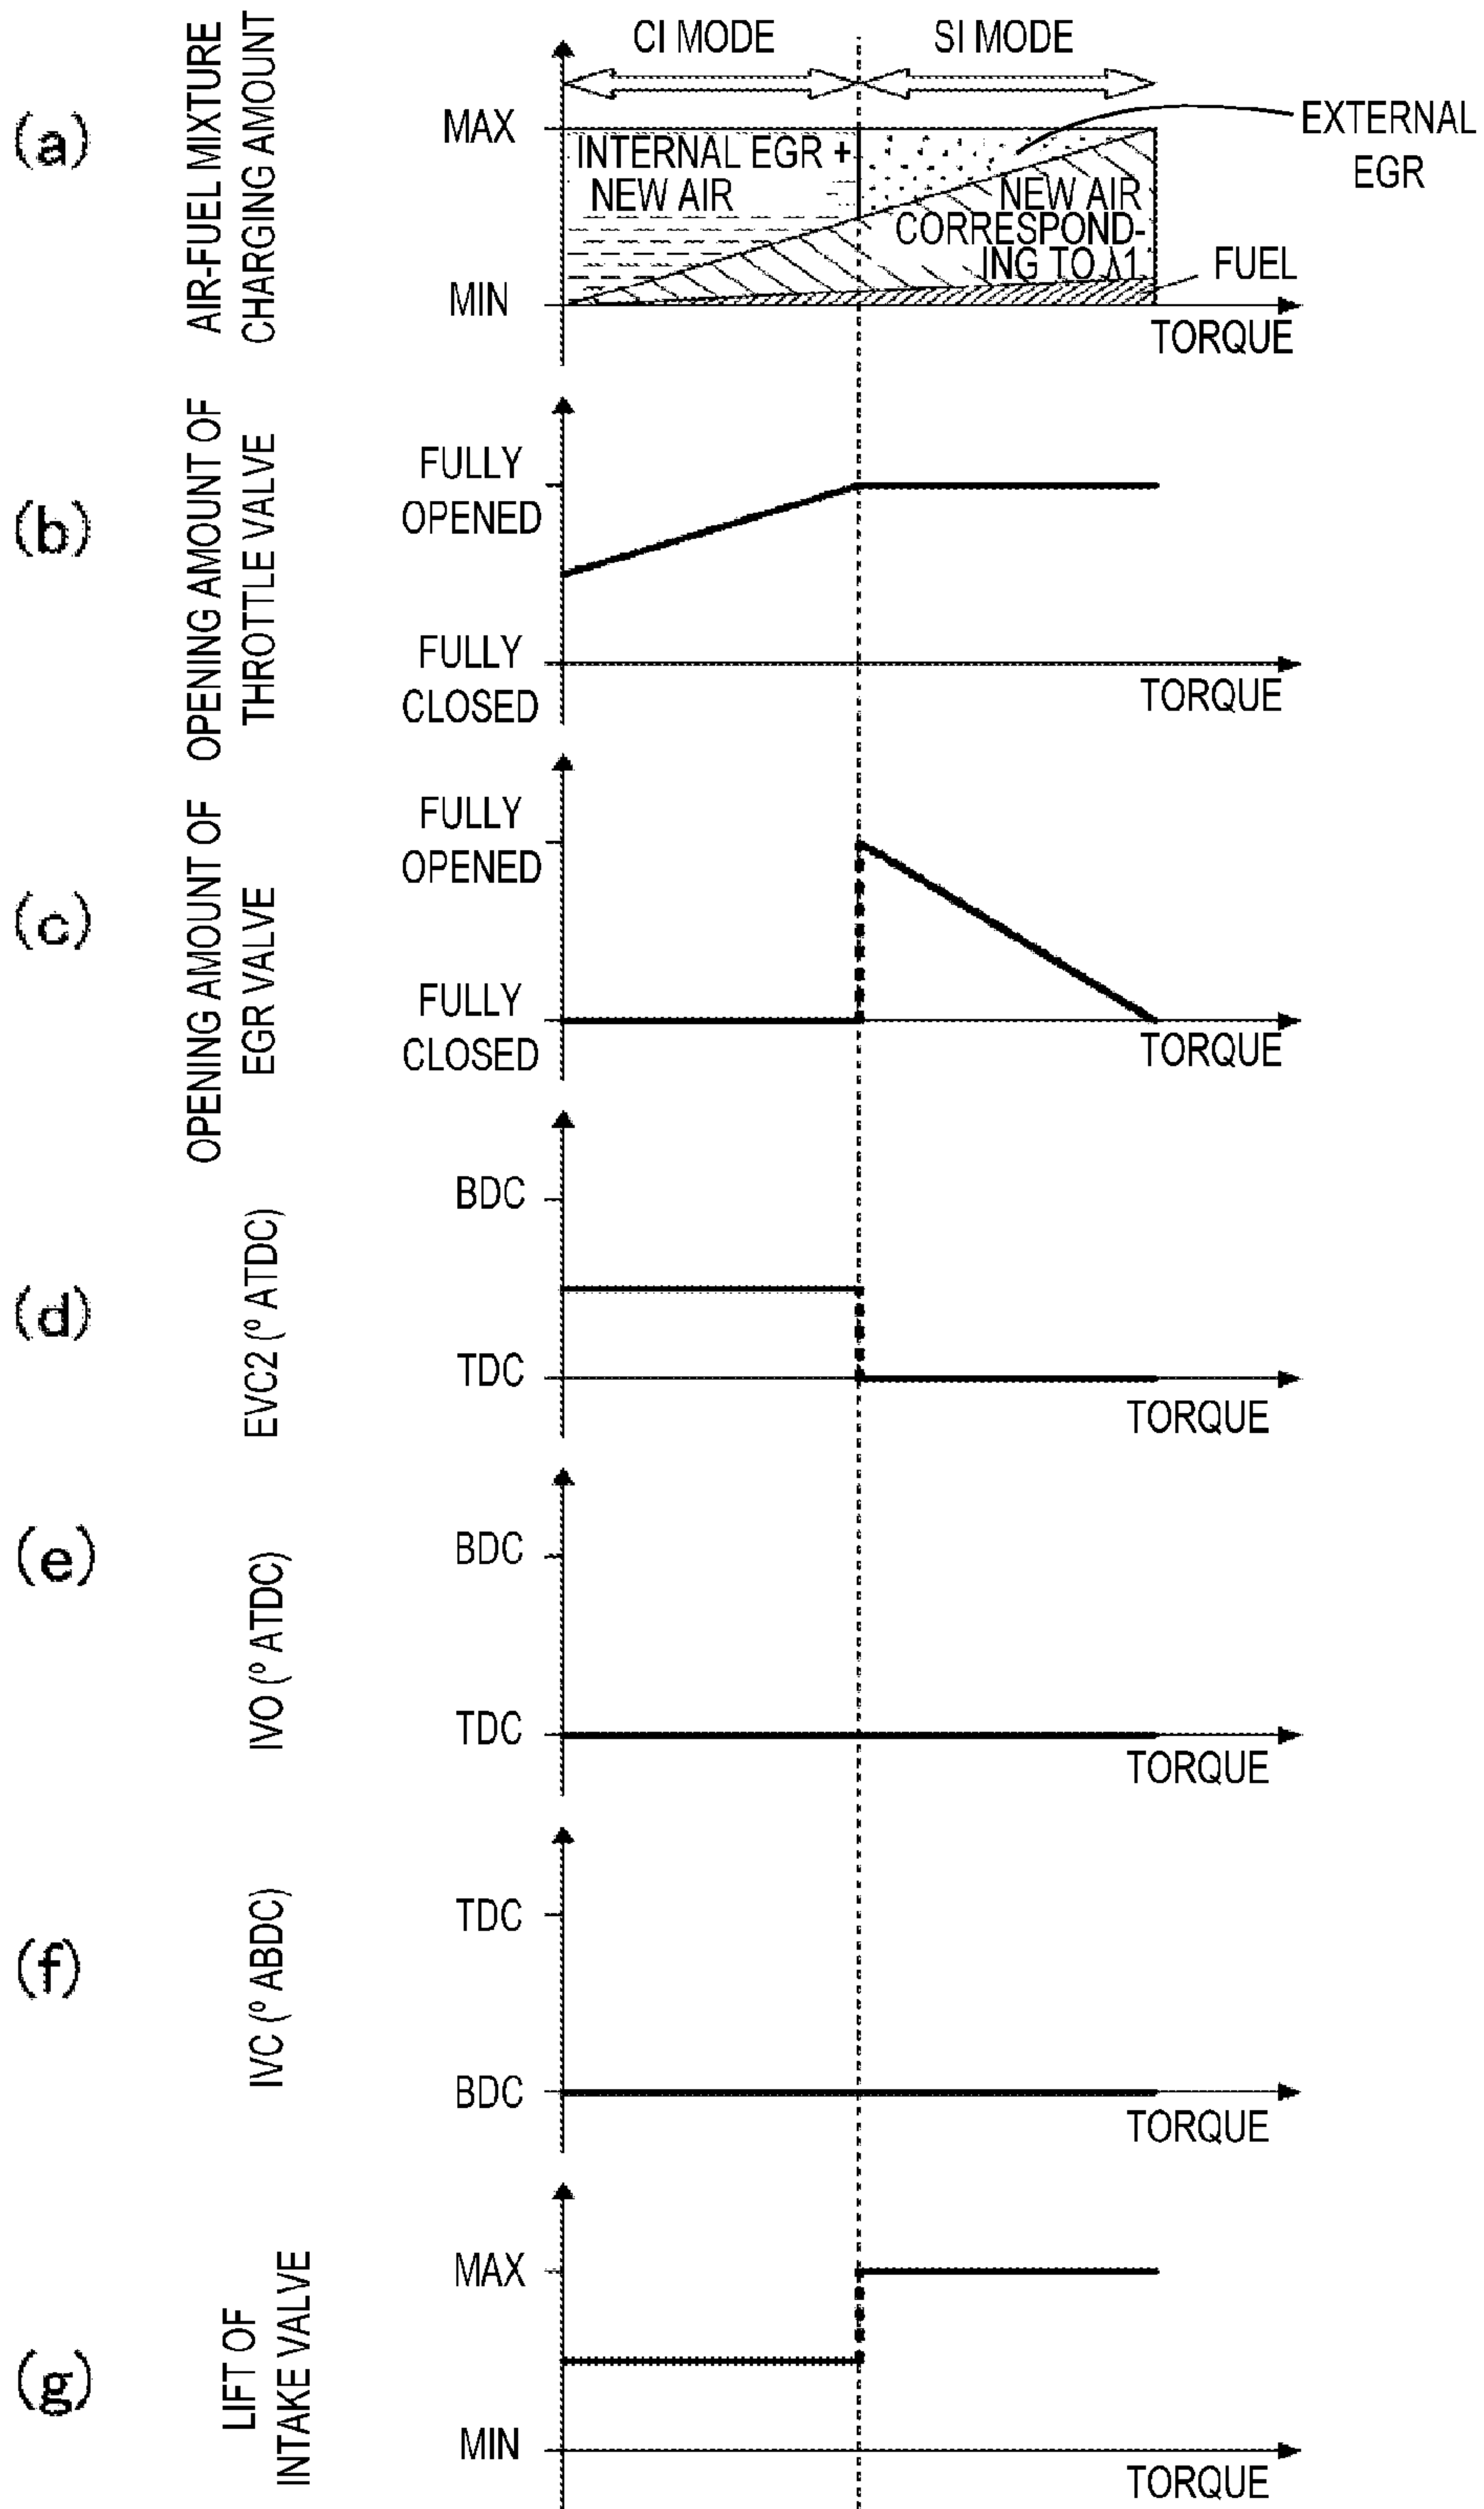 (a)
AIR-FUEL MIXTURE
CHARGING AMOUNT
CI MODE
SI MODE
MAX
MIN
INTERNAL EGR +
NEW AIR
NEW AIR
CORRESPOND-
ING TO λ1
EXTERNAL
EGR
FUEL
TORQUE
(b)
OPENING AMOUNT OF
THROTTLE VALVE
FULLY
OPENED
FULLY
CLOSED
TORQUE
(c)
OPENING AMOUNT OF
EGR VALVE
FULLY
OPENED
FULLY
CLOSED
TORQUE
(d)
EVC2 (° ATDC)
BDC
TDC
TORQUE
(e)
IVO (° ATDC)
BDC
TDC
TORQUE
(f)
IVC (° ABDC)
TDC
BDC
TORQUE
(g)
LIFT OF
INTAKE VALVE
MAX
MIN
TORQUE